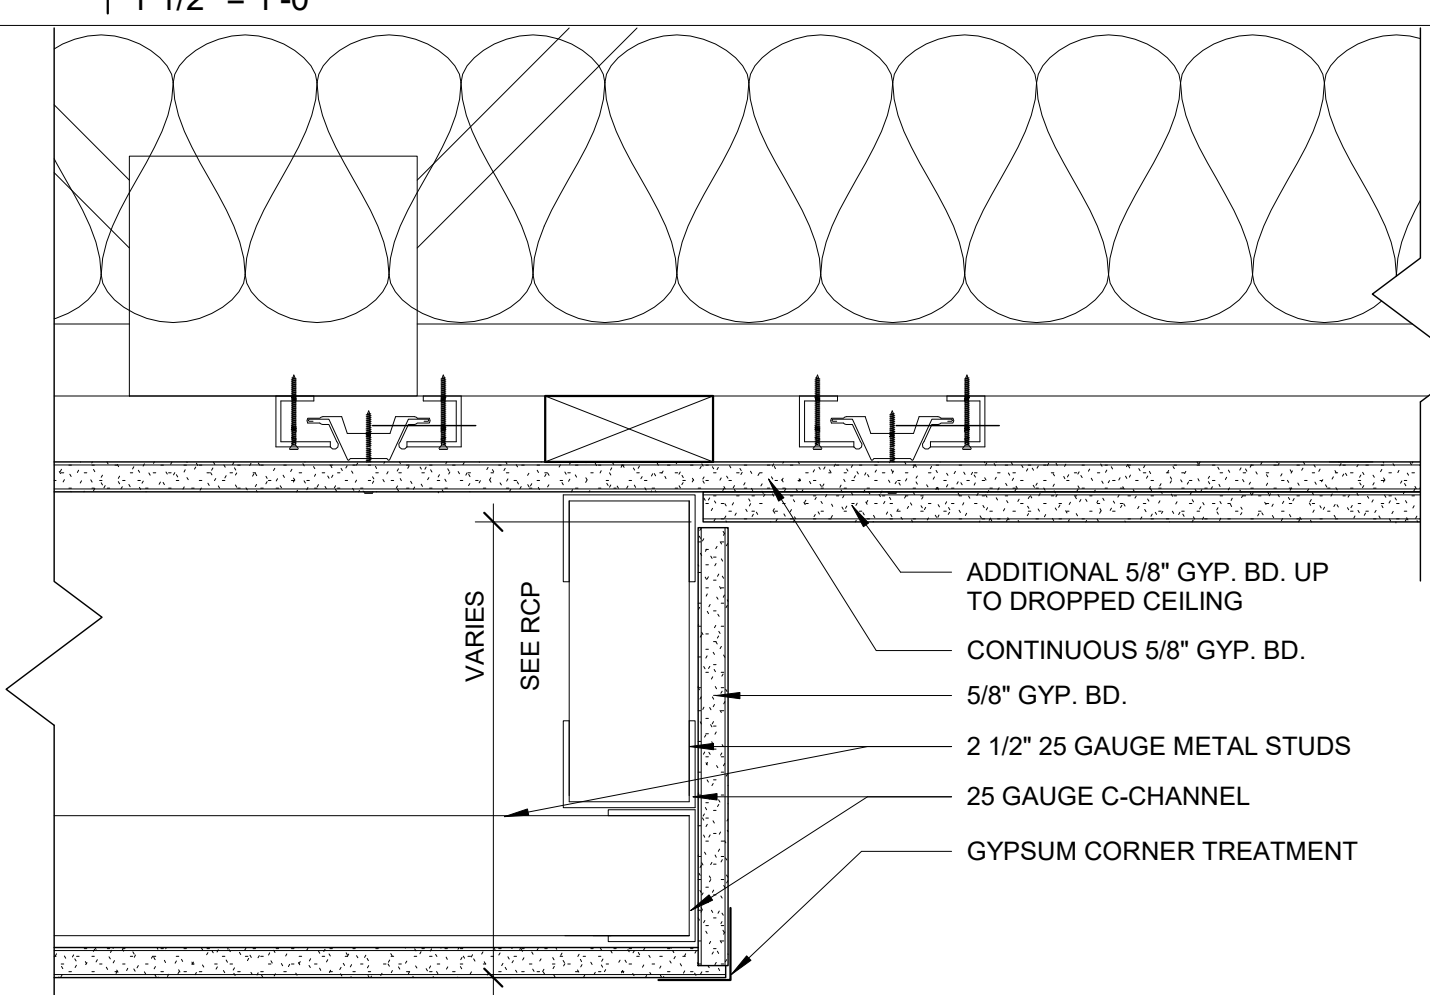 1 1/2" = 1'-0"
ADDITIONAL 5/8" GYP. BD. UP
TO DROPPED CEILING
CONTINUOUS 5/8" GYP. BD.
5/8" GYP. BD.
2 1/2" 25 GAUGE METAL STUDS
25 GAUGE C-CHANNEL
GYPSUM CORNER TREATMENT
VARIES
SEE RCP